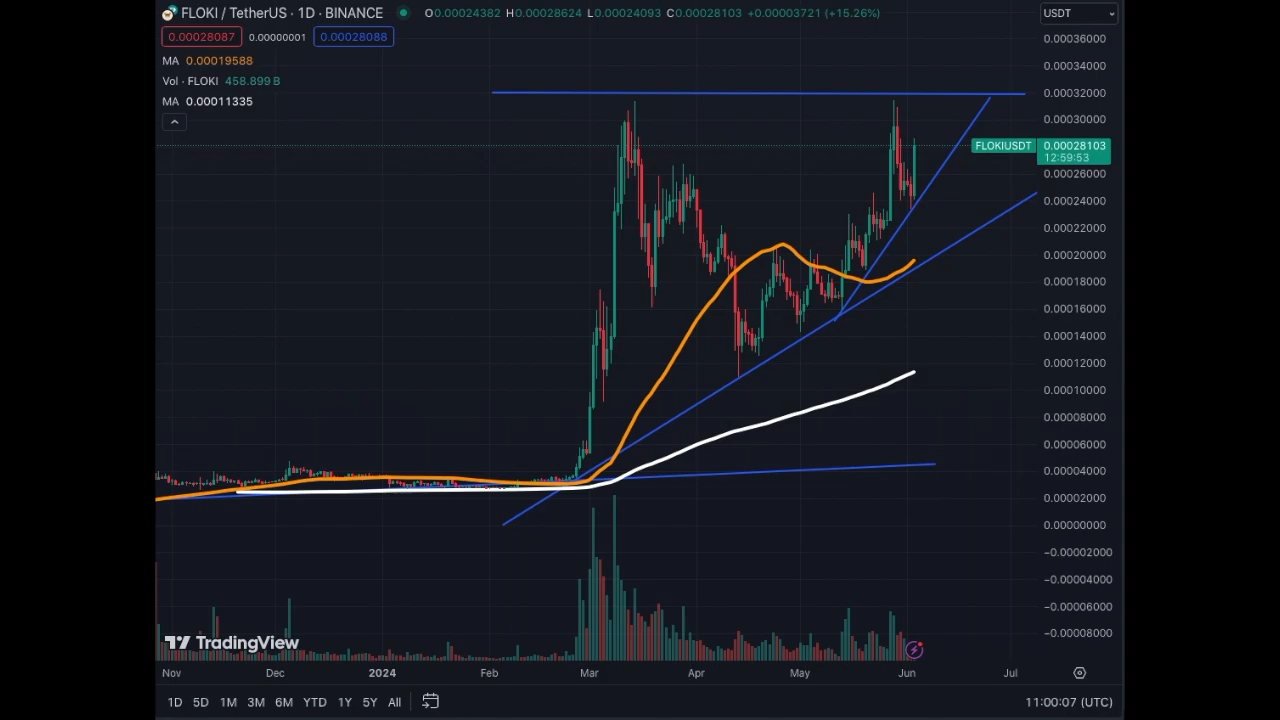 FLOKI / TetherUS · 1D · BINANCE O0.00024382 H0.00028624 L0.00024093 C0.00028103 +0.00003721 (+15.26%) USDT
0.00028087 0.00000001 0.00028088
MA 0.00019588
Vol · FLOKI 458.899 B
MA 0.00011335
0.00036000
0.00034000
0.00032000
0.00030000
FLOKIUSDT 0.00028103
12:59:53
0.00026000
0.00024000
0.00022000
0.00020000
0.00018000
0.00016000
0.00014000
0.00012000
0.00010000
0.00008000
0.00006000
0.00004000
0.00002000
0.00000000
−0.00002000
−0.00004000
−0.00006000
−0.00008000
TradingView
Nov Dec 2024 Feb Mar Apr May Jun Jul
1D 5D 1M 3M 6M YTD 1Y 5Y All 11:00:07 (UTC)